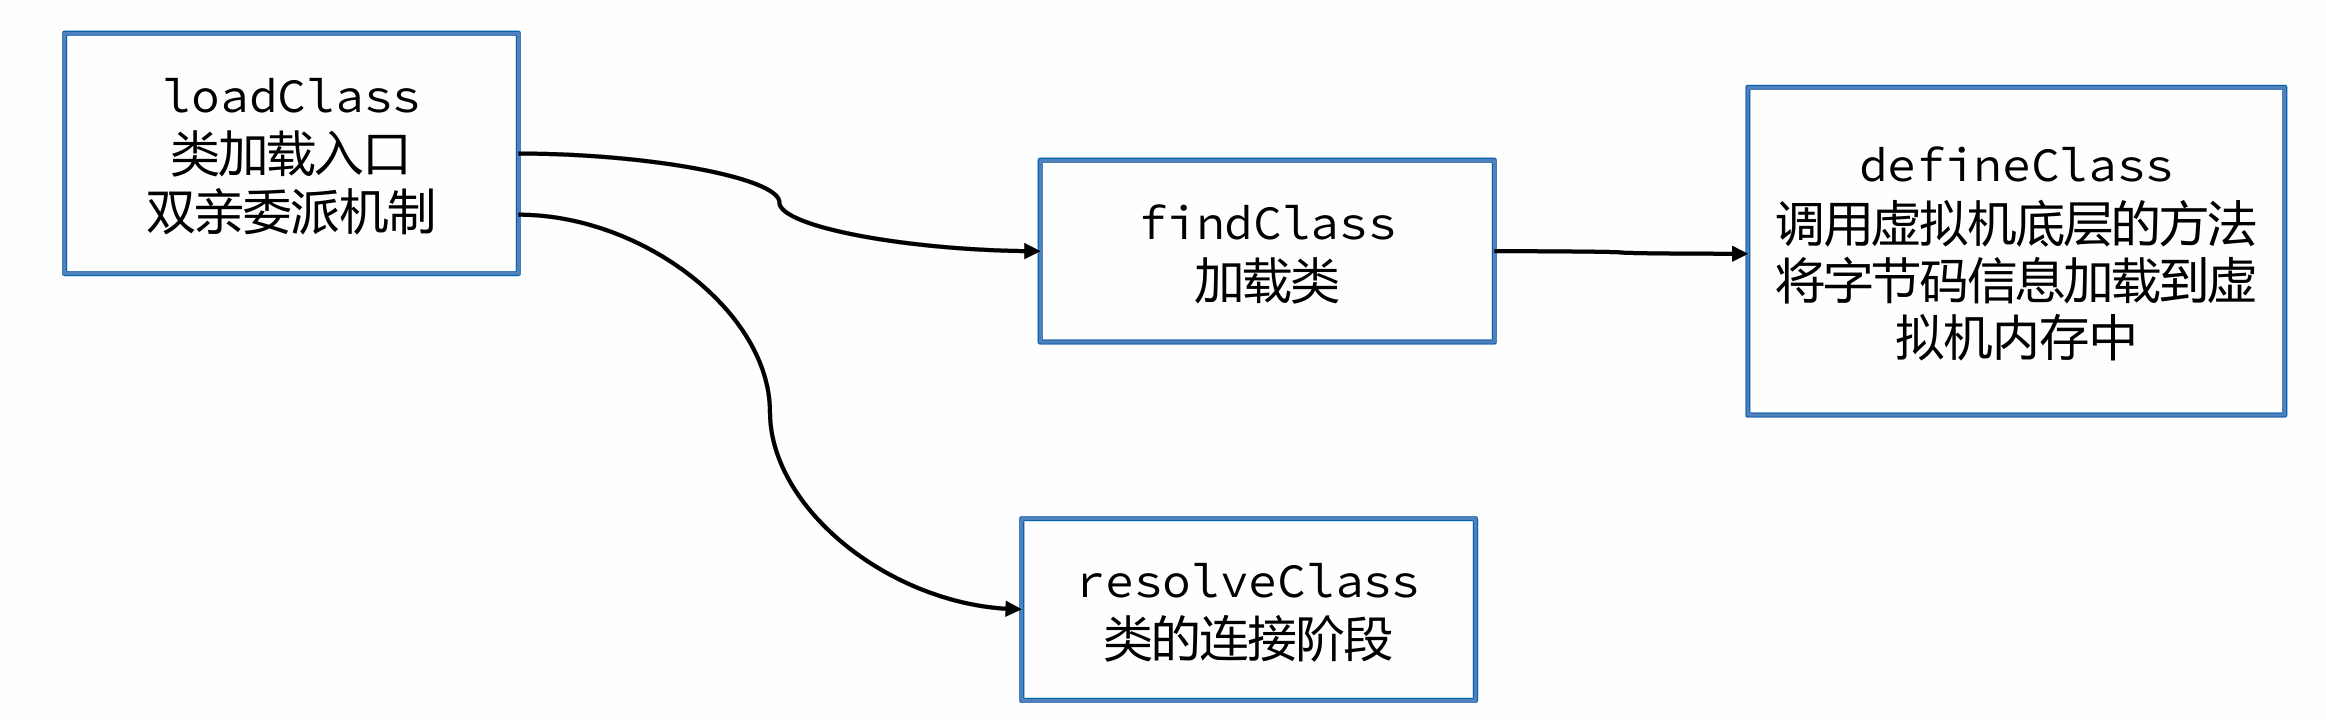 loadClass
类加载入口
双亲委派机制
findClass
加载类
defineClass
调用虚拟机底层的方法
将字节码信息加载到虚
拟机内存中
resolveClass
类的连接阶段